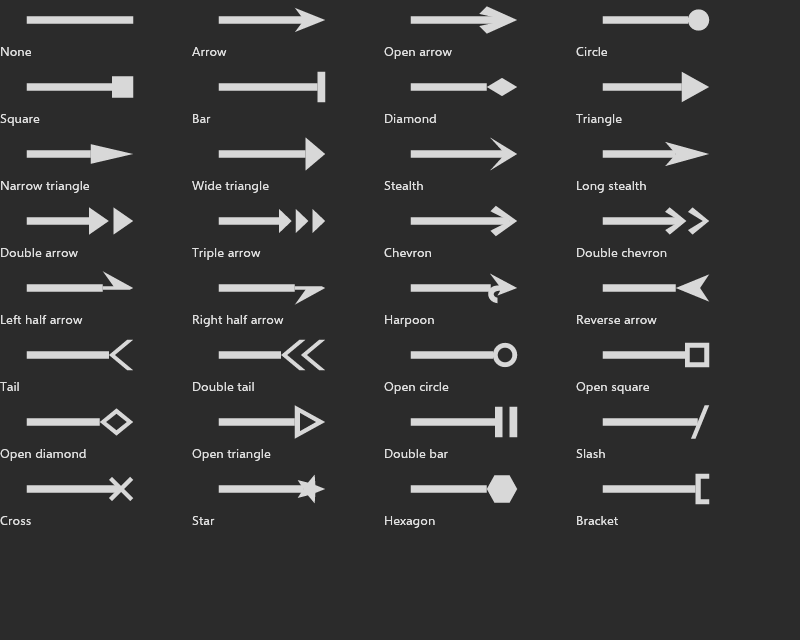 None
Arrow
Open arrow
Circle
Square
Bar
Diamond
Triangle
Narrow triangle
Wide triangle
Stealth
Long stealth
Double arrow
Triple arrow
Chevron
Double chevron
Left half arrow
Right half arrow
Harpoon
Reverse arrow
Tail
Double tail
Open circle
Open square
Open diamond
Open triangle
Double bar
Slash
Cross
Star
Hexagon
Bracket